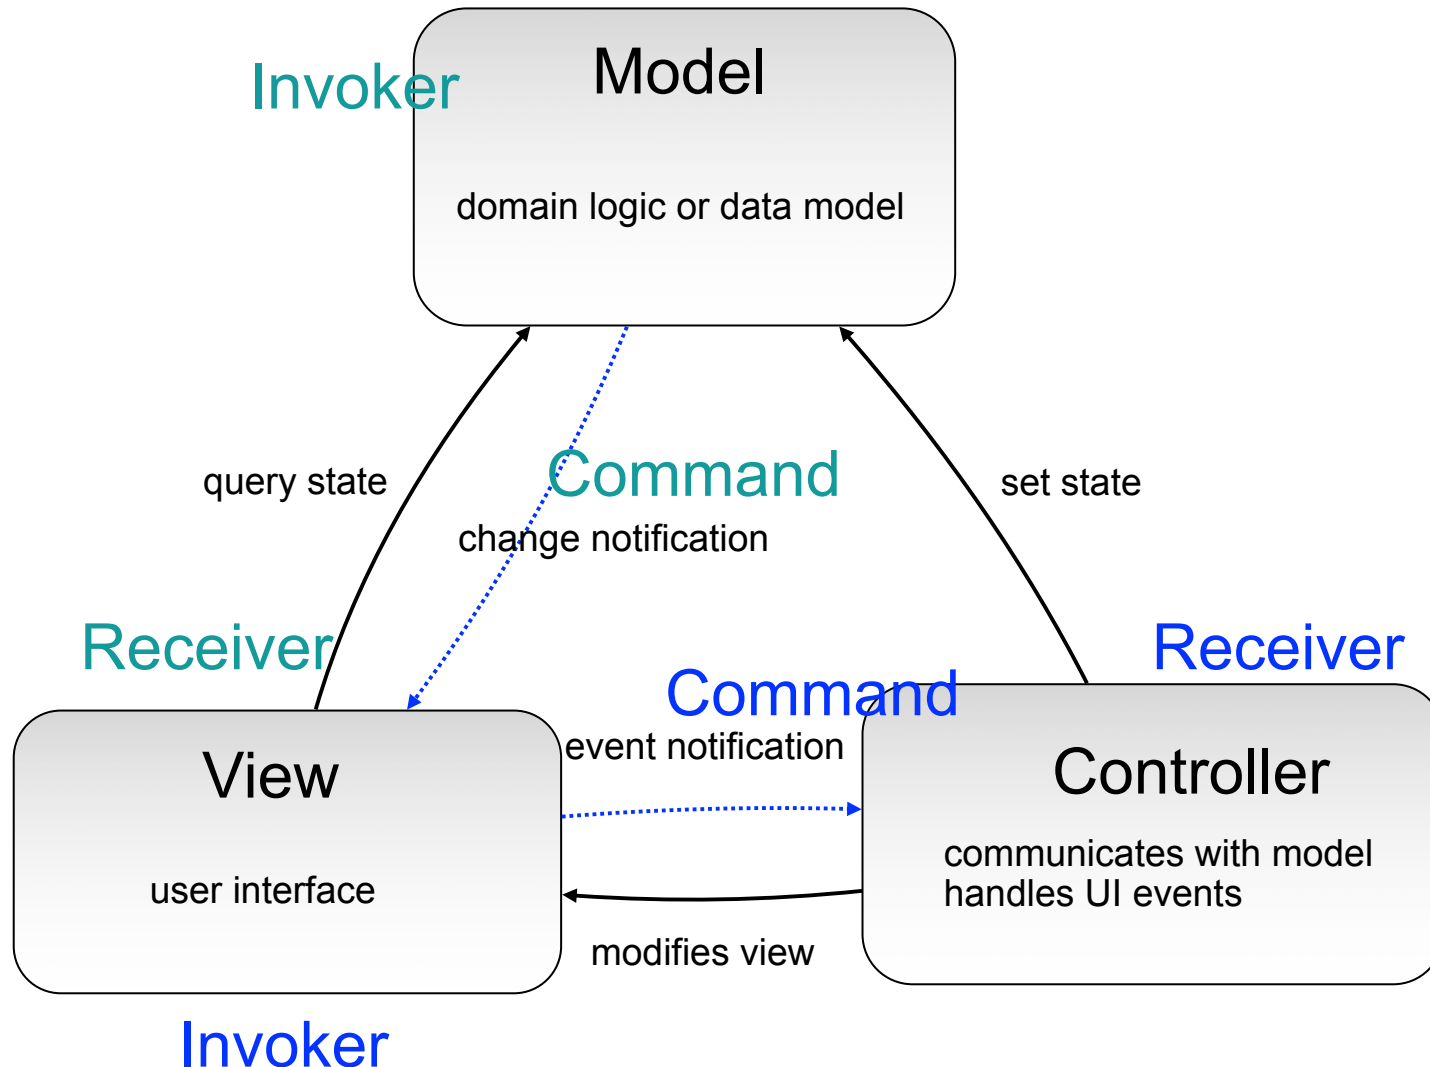 Model
Invoker
domain logic or data model
Command
query state
set state
change notification
Receiver
Receiver
Command
event notification
View
Controller
communicates with model
handles UI events
user interface
modifies view
Invoker